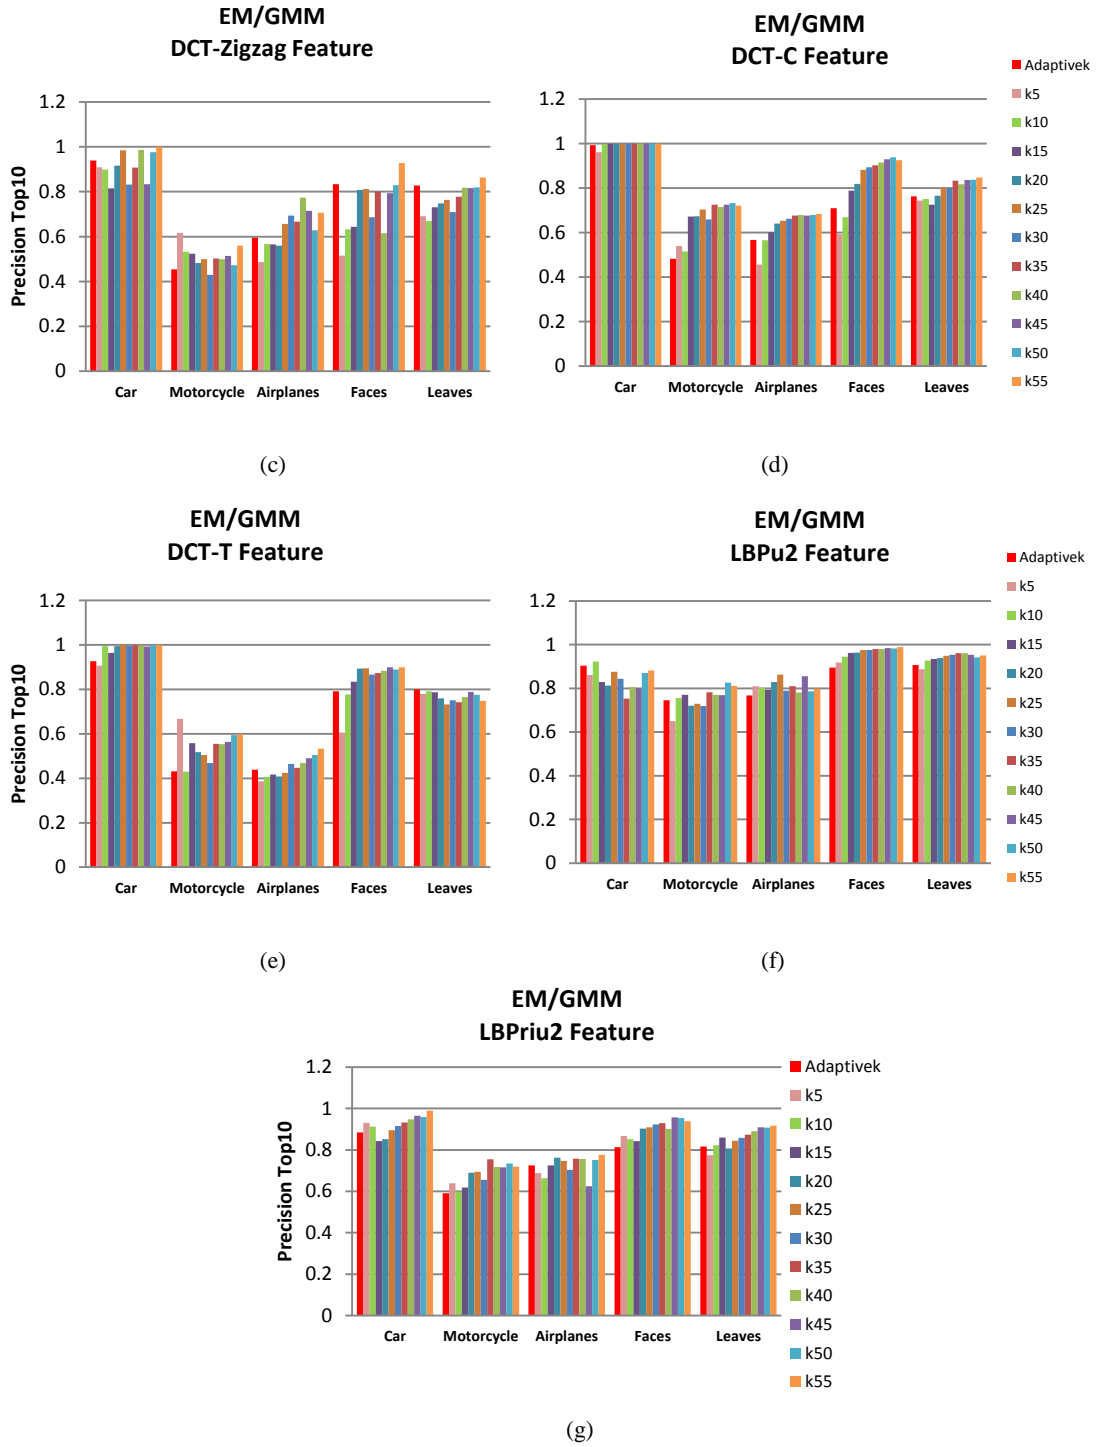 EM/GMM
DCT-Zigzag Feature
Precision Top10
1.2
1
0.8
0.6
0.4
0.2
0
Car Motorcycle Airplanes Faces Leaves
(c)
EM/GMM
DCT-C Feature
1.2
1
0.8
0.6
0.4
0.2
0
Car Motorcycle Airplanes Faces Leaves
Adaptivek
k5
k10
k15
k20
k25
k30
k35
k40
k45
k50
k55
(d)
EM/GMM
DCT-T Feature
Precision Top10
1.2
1
0.8
0.6
0.4
0.2
0
Car Motorcycle Airplanes Faces Leaves
(e)
EM/GMM
LBPu2 Feature
1.2
1
0.8
0.6
0.4
0.2
0
Car Motorcycle Airplanes Faces Leaves
Adaptivek
k5
k10
k15
k20
k25
k30
k35
k40
k45
k50
k55
(f)
EM/GMM
LBPriu2 Feature
Precision Top10
1.2
1
0.8
0.6
0.4
0.2
0
Car Motorcycle Airplanes Faces Leaves
Adaptivek
k5
k10
k15
k20
k25
k30
k35
k40
k45
k50
k55
(g)